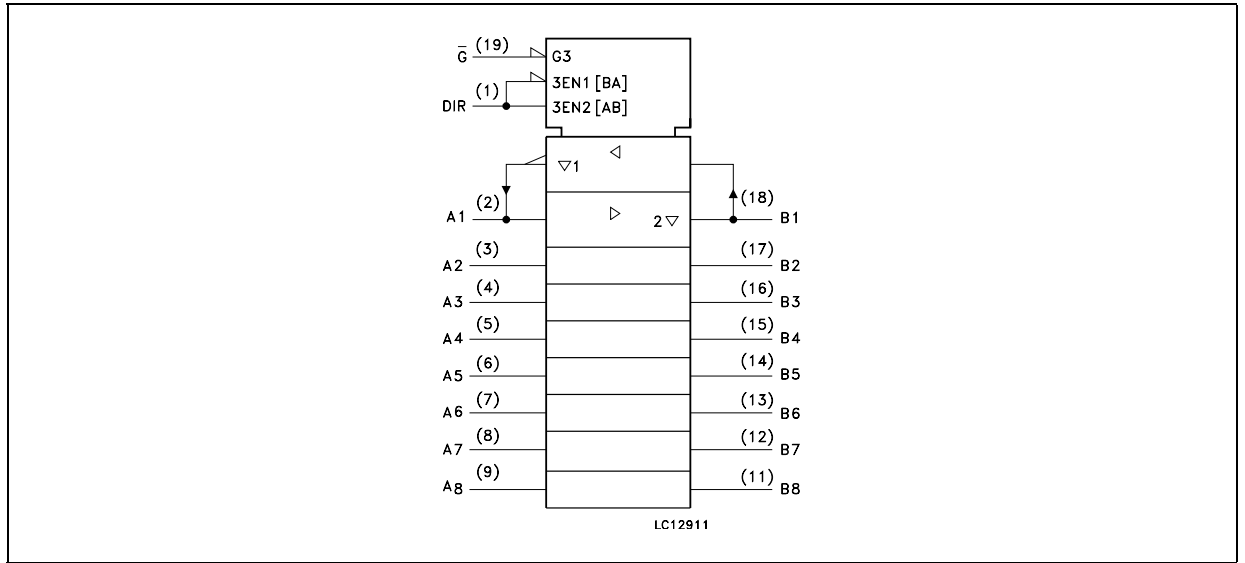 G̅ (19) G3
3EN1 [BA]
DIR (1) 3EN2 [AB]
▽1 ◁
A1 (2) ▷ 2▽ (18) B1
A2 (3) (17) B2
A3 (4) (16) B3
A4 (5) (15) B4
A5 (6) (14) B5
A6 (7) (13) B6
A7 (8) (12) B7
A8 (9) (11) B8
LC12911